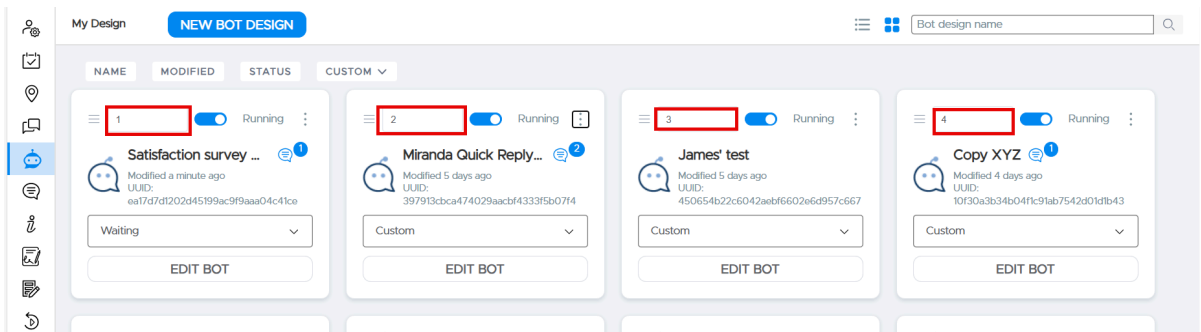 My Design
NEW BOT DESIGN
Bot design name
NAME MODIFIED STATUS CUSTOM
1 Running
Satisfaction survey ... 1
Modified a minute ago
UUID:
ea17d7d1202d45199ac9f9aaa04c41ce
Waiting
EDIT BOT
2 Running
Miranda Quick Reply... 2
Modified 5 days ago
UUID:
397913cbca474029aacbf4333f5b07f4
Custom
EDIT BOT
3 Running
James' test
Modified 5 days ago
UUID:
450654b22c6042aebf6602e6d957c667
Custom
EDIT BOT
4 Running
Copy XYZ 1
Modified 4 days ago
UUID:
10f30a3b34b04f1c91ab7542d01d1b43
Custom
EDIT BOT